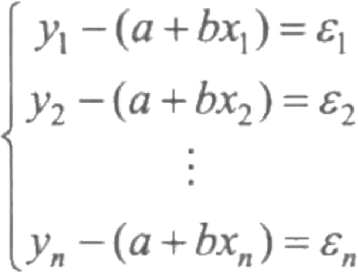 y₁ − (a + bx₁) = ε₁
y₂ − (a + bx₂) = ε₂
⋮
yₙ − (a + bxₙ) = εₙ